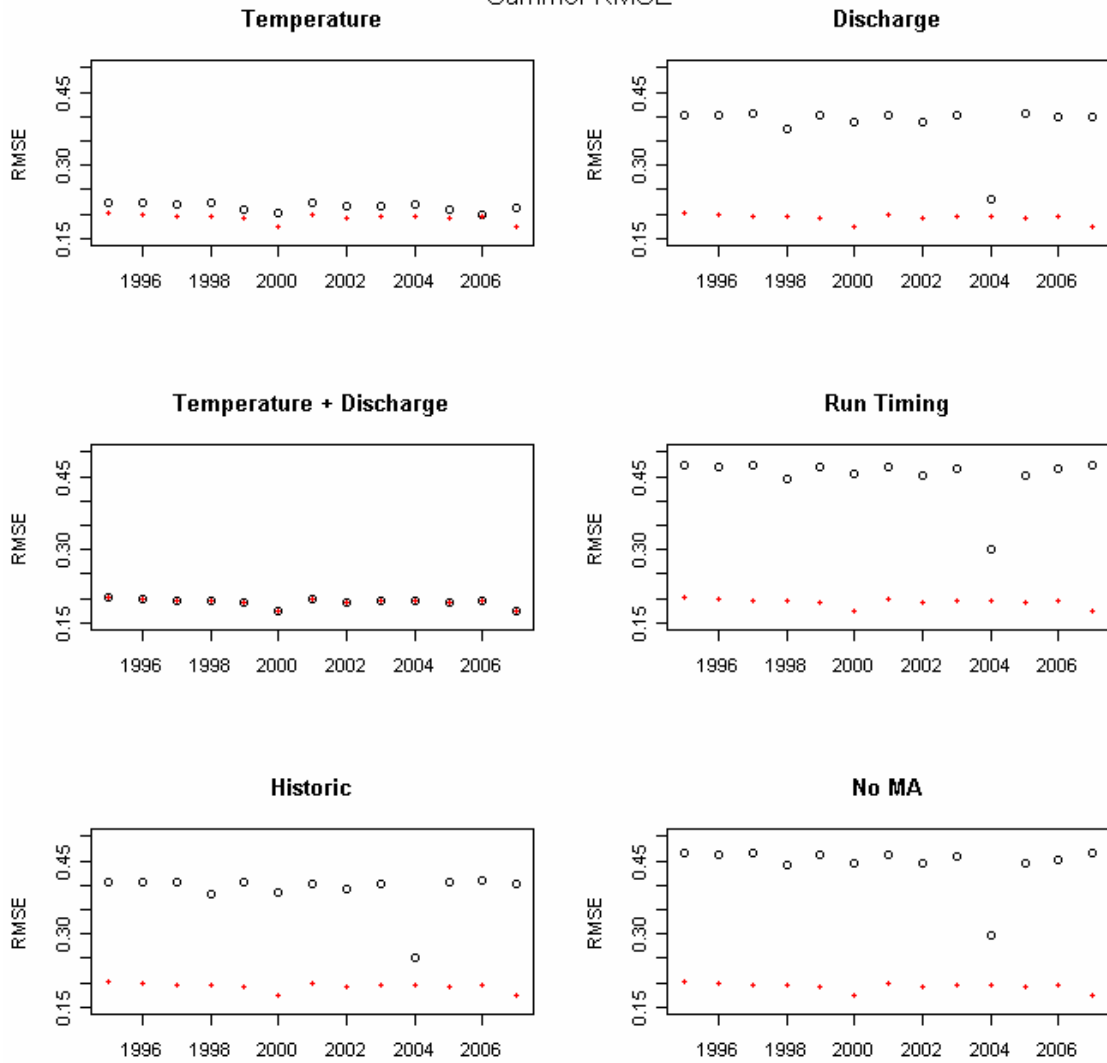 Summer RMSE
Temperature
RMSE
0.15 0.30 0.45
1996 1998 2000 2002 2004 2006
Discharge
RMSE
0.15 0.30 0.45
1996 1998 2000 2002 2004 2006
Temperature + Discharge
RMSE
0.15 0.30 0.45
1996 1998 2000 2002 2004 2006
Run Timing
RMSE
0.15 0.30 0.45
1996 1998 2000 2002 2004 2006
Historic
RMSE
0.15 0.30 0.45
1996 1998 2000 2002 2004 2006
No MA
RMSE
0.15 0.30 0.45
1996 1998 2000 2002 2004 2006